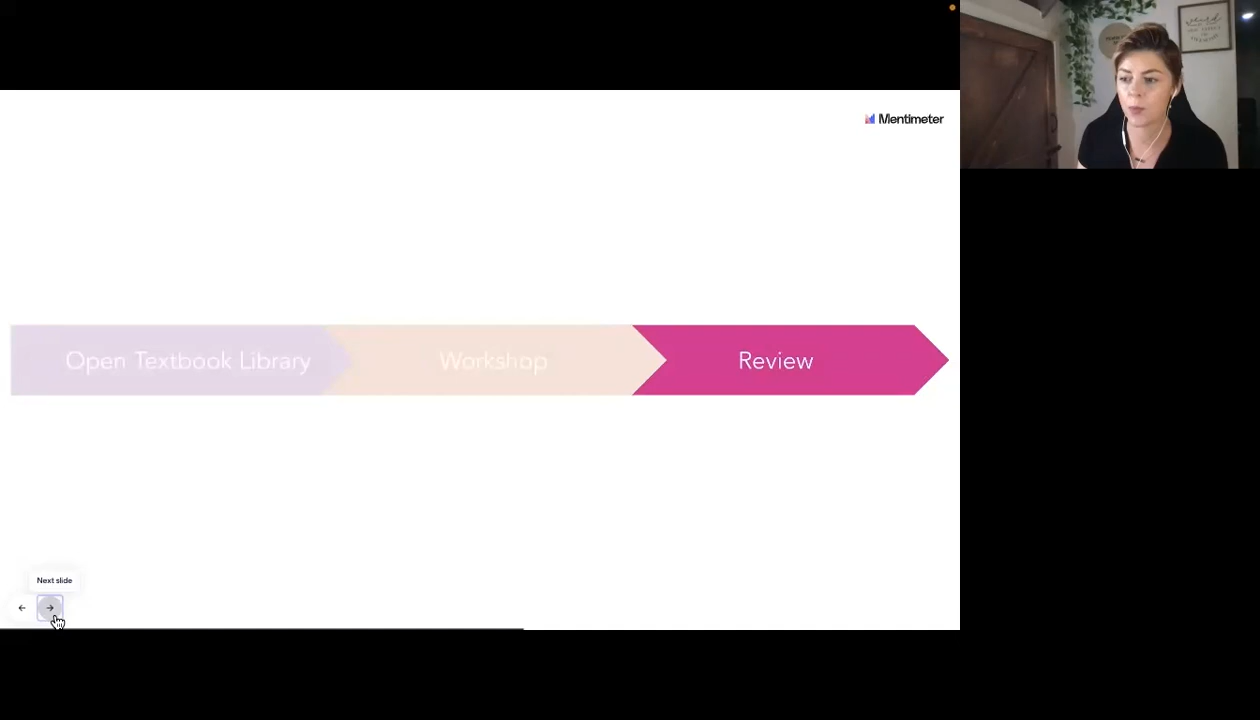 Mentimeter
Open Textbook Library
Workshop
Review
Next slide